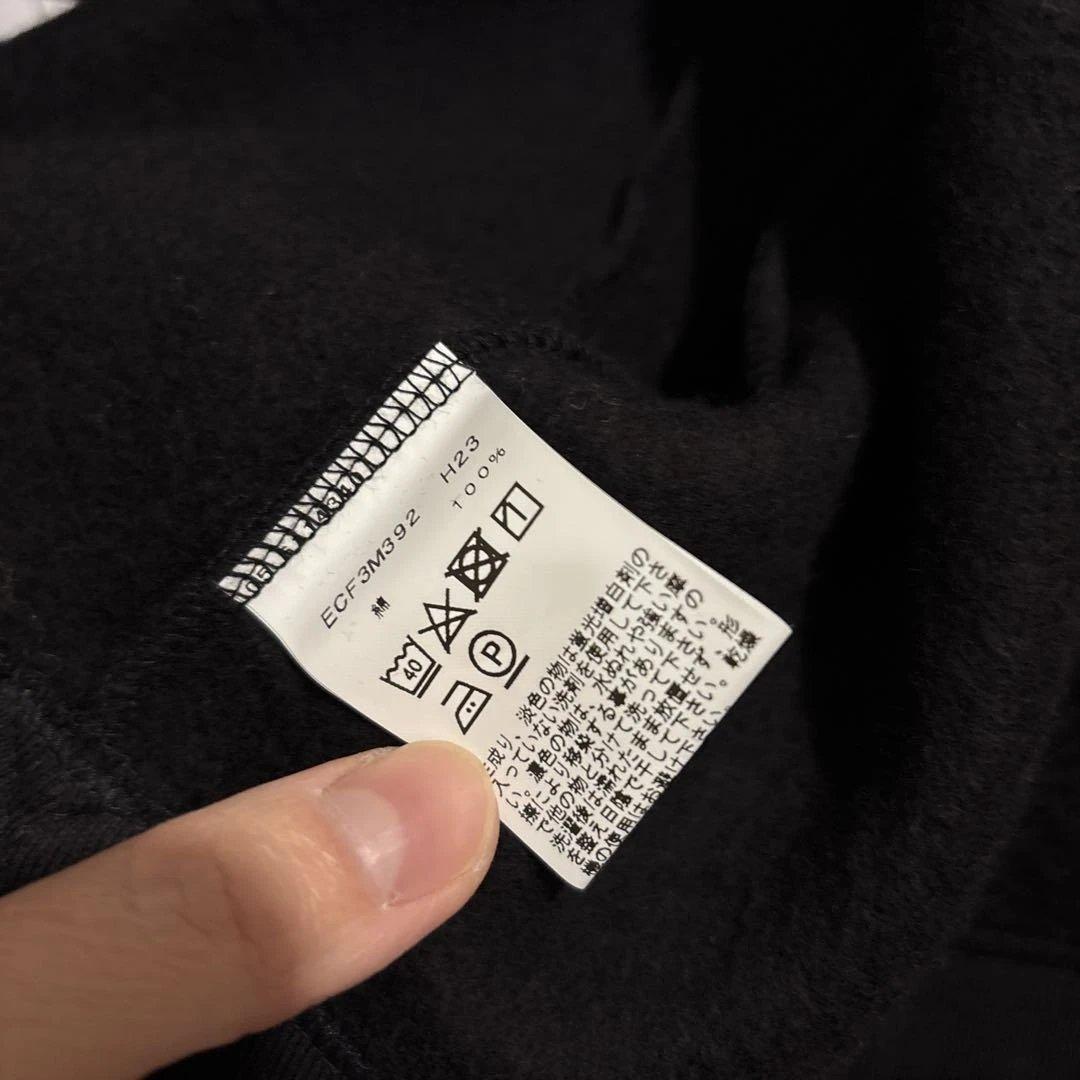 ECF3M392 H23
綿 100%
40
P
成り 淡色の物は蛍光増白剤の
入っていない洗剤を使用して下さ
い。濃色の物は、水ぬれや強い摩
擦により移染する事がありますの
で他の物と分けて洗って下さい。
洗濯後は濡れたまま放置せず、形
を整え日陰で干して下さい。乾燥
機の使用はお避け下さい